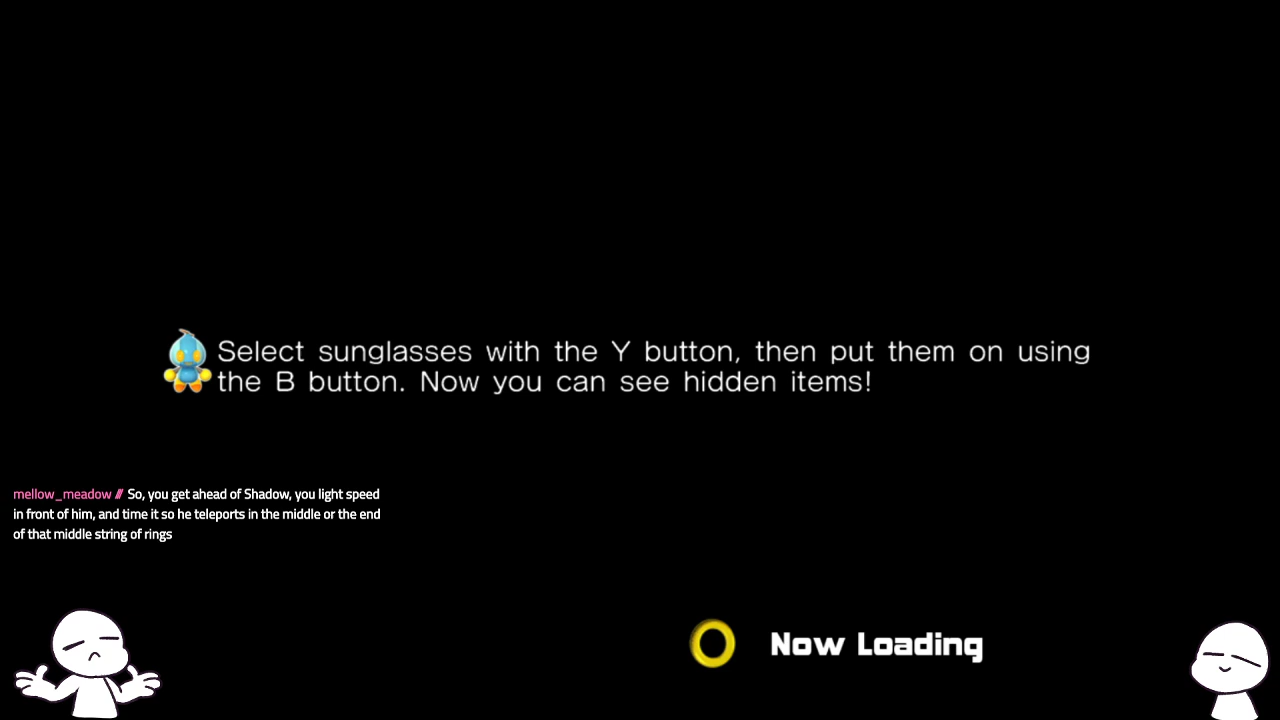 Select sunglasses with the Y button, then put them on using
the B button. Now you can see hidden items!
mellow_meadow /// So, you get ahead of Shadow, you light speed
in front of him, and time it so he teleports in the middle or the end
of that middle string of rings
Now Loading